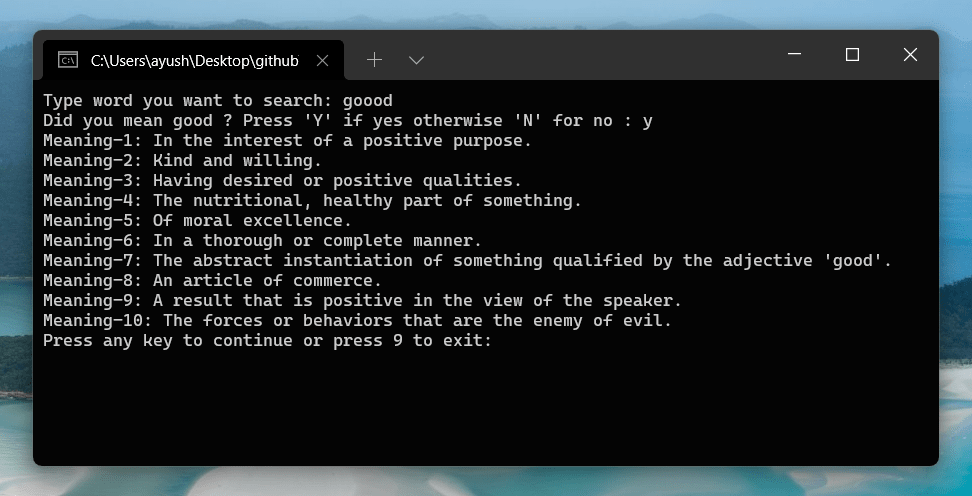 C:\Users\ayush\Desktop\github
Type word you want to search: goood
Did you mean good ? Press 'Y' if yes otherwise 'N' for no : y
Meaning-1: In the interest of a positive purpose.
Meaning-2: Kind and willing.
Meaning-3: Having desired or positive qualities.
Meaning-4: The nutritional, healthy part of something.
Meaning-5: Of moral excellence.
Meaning-6: In a thorough or complete manner.
Meaning-7: The abstract instantiation of something qualified by the adjective 'good'.
Meaning-8: An article of commerce.
Meaning-9: A result that is positive in the view of the speaker.
Meaning-10: The forces or behaviors that are the enemy of evil.
Press any key to continue or press 9 to exit: